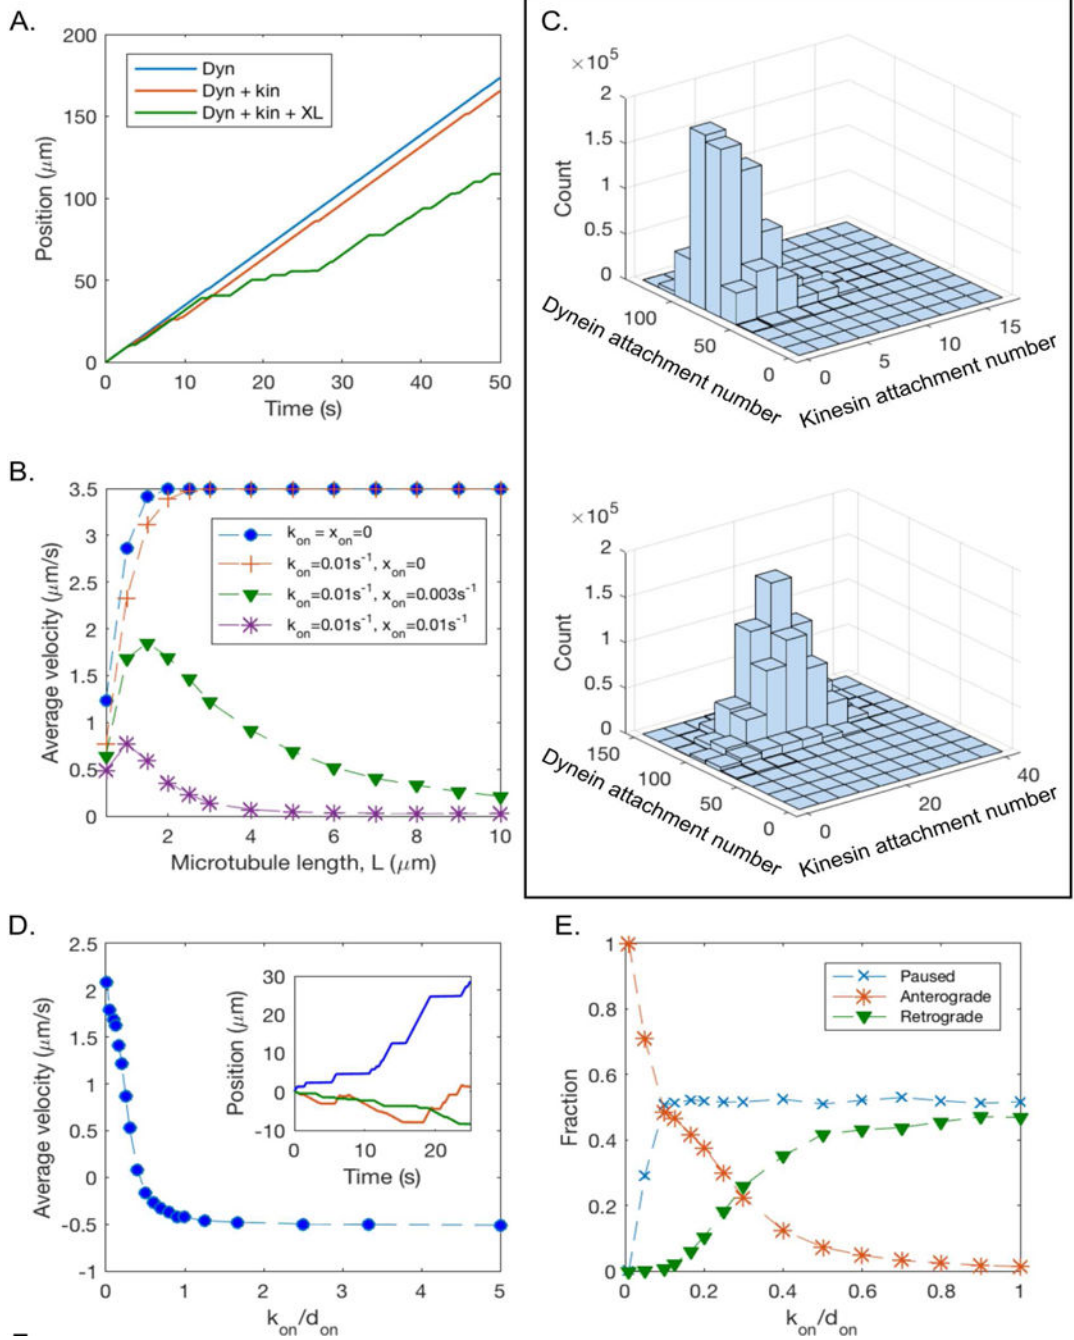 A.
200
150
100
50
0
Position (μm)
Dyn
Dyn + kin
Dyn + kin + XL
0 10 20 30 40 50
Time (s)
B.
3.5
3
2.5
2
1.5
1
0.5
0
Average velocity (μm/s)
k_on = x_on=0
k_on=0.01s⁻¹, x_on=0
k_on=0.01s⁻¹, x_on=0.003s⁻¹
k_on=0.01s⁻¹, x_on=0.01s⁻¹
2 4 6 8 10
Microtubule length, L (μm)
C.
×10⁵
2
1.5
1
0.5
0
Count
100 50 0
Dynein attachment number
0 5 10 15
Kinesin attachment number
×10⁵
2
1.5
1
0.5
0
Count
150 100 50 0
Dynein attachment number
0 20 40
Kinesin attachment number
D.
2.5
2
1.5
1
0.5
0
-0.5
-1
Average velocity (μm/s)
30
20
10
0
-10
Position (μm)
0 10 20
Time (s)
0 1 2 3 4 5
k_on/d_on
E.
1
0.8
0.6
0.4
0.2
0
Fraction
Paused
Anterograde
Retrograde
0 0.2 0.4 0.6 0.8 1
k_on/d_on